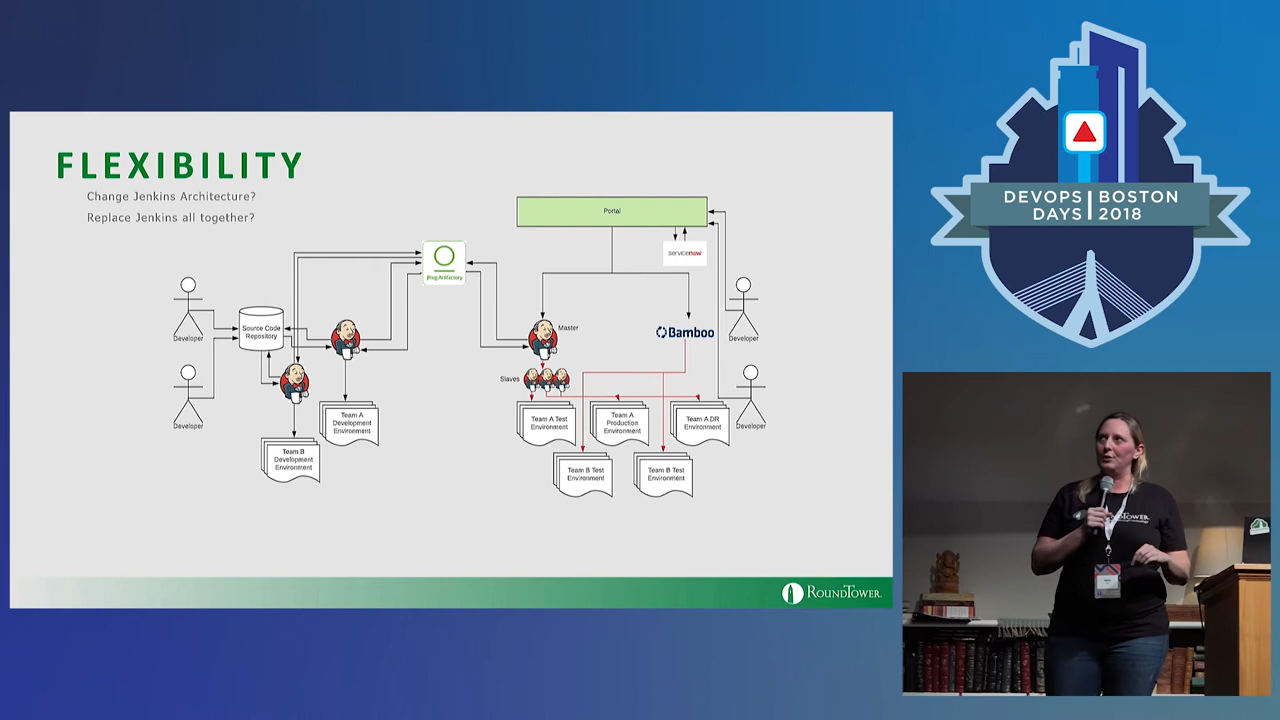 FLEXIBILITY
Change Jenkins Architecture?
Replace Jenkins all together?
Portal
servicenow
JFrog Artifactory
Developer
Source Code
Repository
Master
Bamboo
Developer
Slaves
Developer
Developer
Team A
Development
Environment
Team B
Development
Environment
Team A Test
Environment
Team A
Production
Environment
Team A DR
Environment
Team B Test
Environment
Team B Test
Environment
ROUNDTOWER
DEVOPS
DAYS
BOSTON
2018